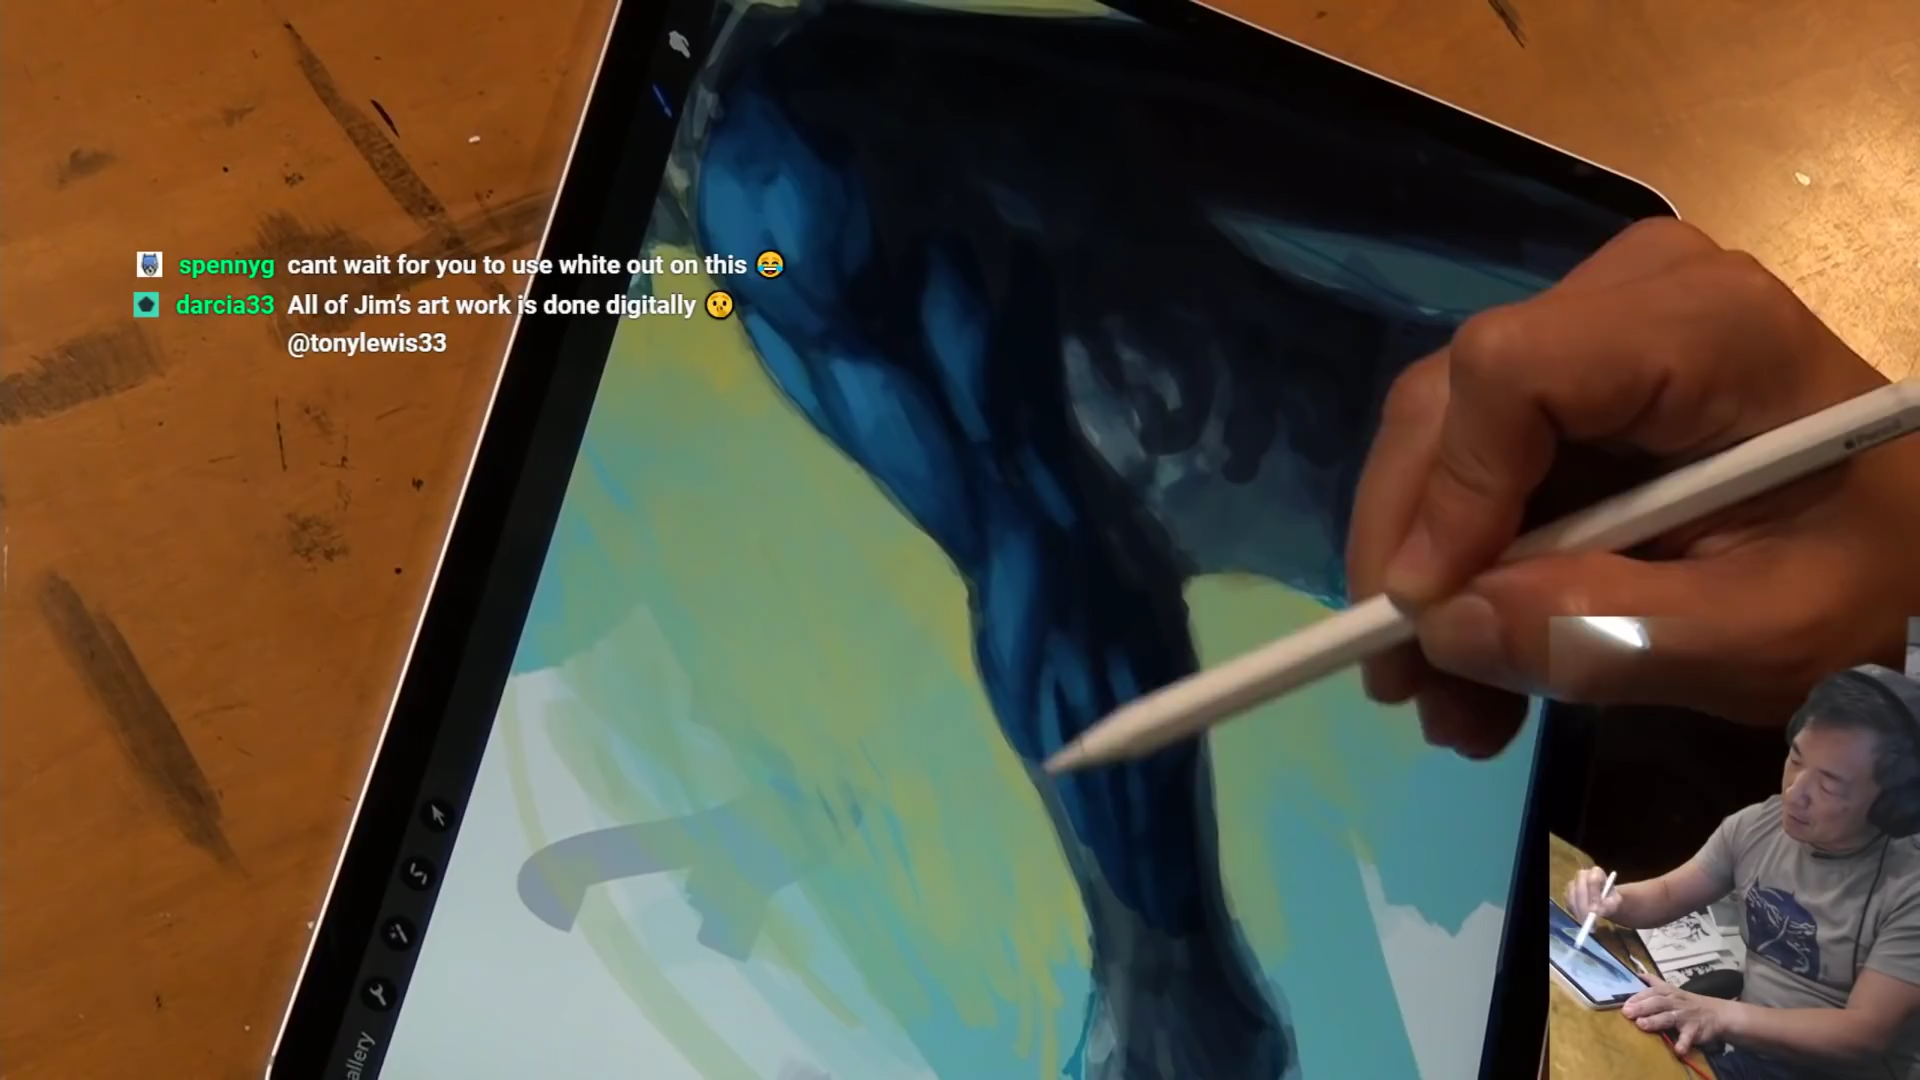 spennyg cant wait for you to use white out on this 😂
darcia33 All of Jim's art work is done digitally 🤫
@tonylewis33
Pencil
allery